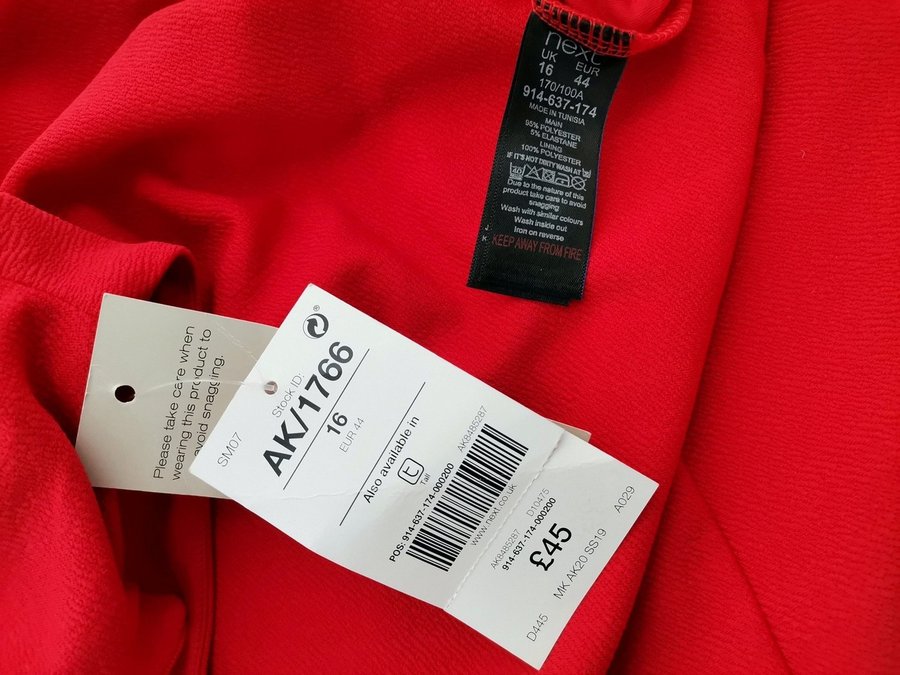 next
UK EUR
16 44
170/100A
914-637-174
MADE IN TUNISIA
MAIN
95% POLYESTER
5% ELASTANE
LINING
100% POLYESTER
IF IT'S NOT DIRTY WASH AT 30
40
Due to the nature of this
product take care to avoid
snagging
Wash with similar colours
Wash inside out
Iron on reverse
KEEP AWAY FROM FIRE
J
K
Please take care when
wearing this product to
avoid snagging.
SM07
Stock ID:
®
AK/1766
16
EUR 44
Also available in
t
Tall
POS: 914-637-174-000200
AK8485287
www.next.co.uk
AK8485287 D10475
914-637-174-000200
£45
D445 MK AK20 SS19 A029